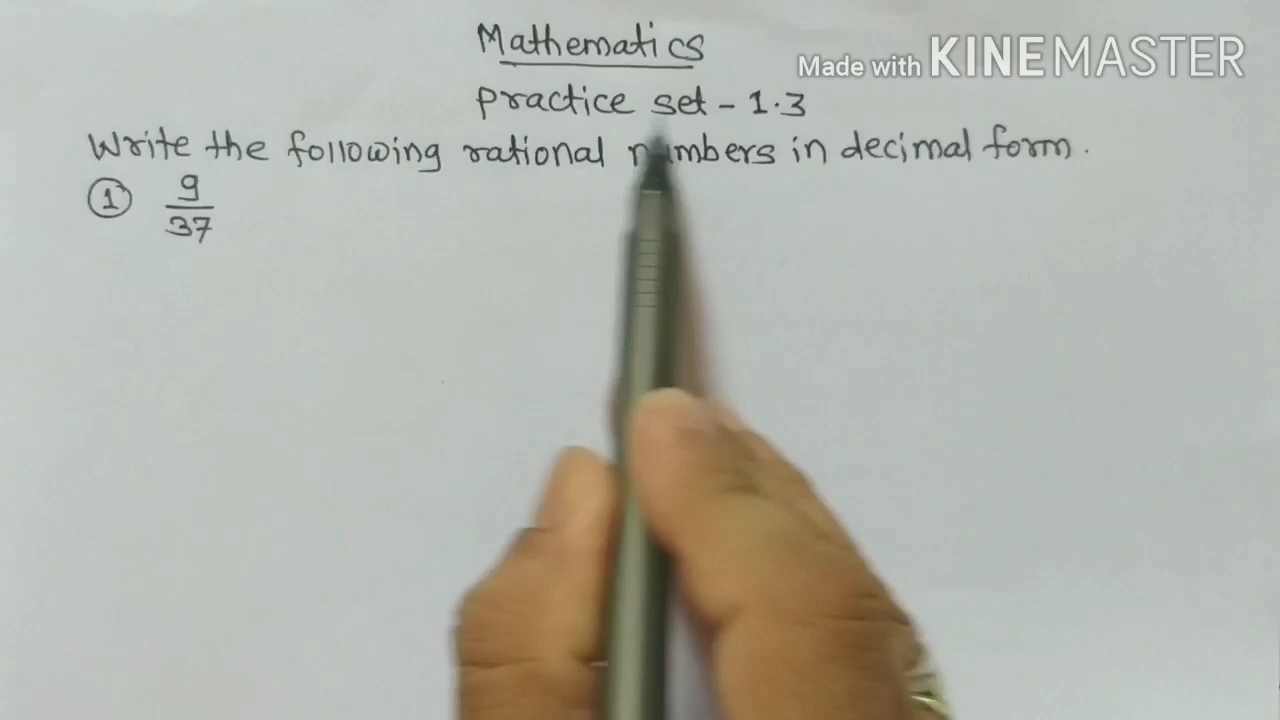 Mathematics
Made with KINEMASTER
Practice set - 1.3
Write the following rational numbers in decimal form.
① 9/37